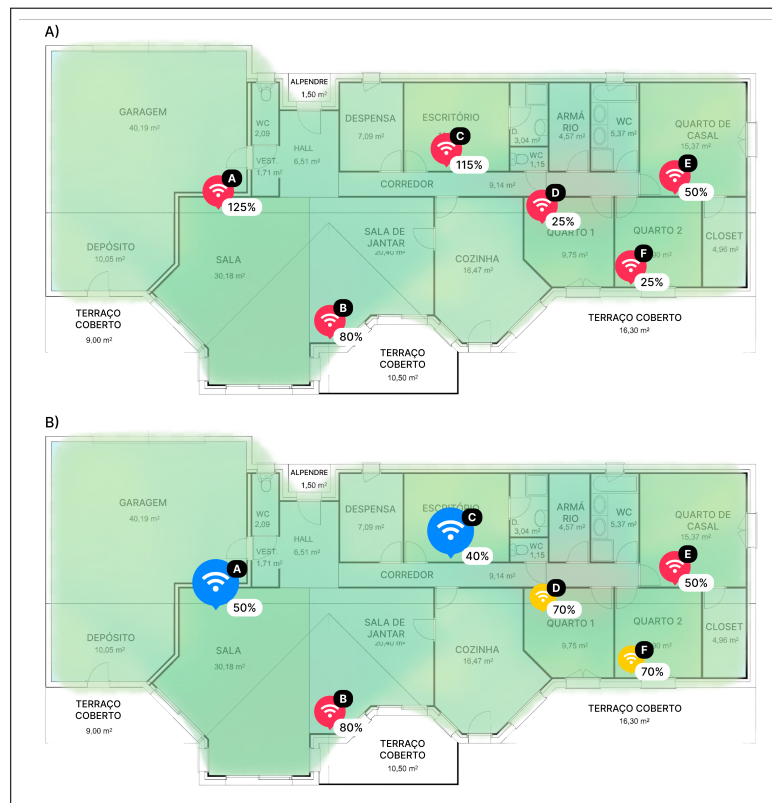 A)
ALPENDRE
1,50 m²
GARAGEM
40,19 m²
WC
2,09
VEST.
1,71 m²
HALL
6,51 m²
DESPENSA
7,09 m²
ESCRITÓRIO
C
115%
D.
3,04 m²
WC
1,15
ARMÁ
RIO
4,57 m²
WC
5,37 m²
QUARTO DE
CASAL
15,37 m²
E
50%
A
125%
CORREDOR
9,14 m²
D
25%
DEPÓSITO
10,05 m²
SALA
30,18 m²
SALA DE
JANTAR
20,40 m²
COZINHA
16,47 m²
QUARTO 1
9,75 m²
QUARTO 2
F
25%
CLOSET
4,96 m²
B
80%
TERRAÇO
COBERTO
9,00 m²
TERRAÇO
COBERTO
10,50 m²
TERRAÇO COBERTO
16,30 m²
B)
ALPENDRE
1,50 m²
GARAGEM
40,19 m²
WC
2,09
VEST.
1,71 m²
HALL
6,51 m²
DESPENSA
7,09 m²
ESCRITÓRIO
C
40%
D.
3,04 m²
WC
1,15
ARMÁ
RIO
4,57 m²
WC
5,37 m²
QUARTO DE
CASAL
15,37 m²
E
50%
A
50%
CORREDOR
9,14 m²
D
70%
DEPÓSITO
10,05 m²
SALA
30,18 m²
SALA DE
JANTAR
20,40 m²
COZINHA
16,47 m²
QUARTO 1
9,75 m²
QUARTO 2
F
70%
CLOSET
4,96 m²
B
80%
TERRAÇO
COBERTO
9,00 m²
TERRAÇO
COBERTO
10,50 m²
TERRAÇO COBERTO
16,30 m²